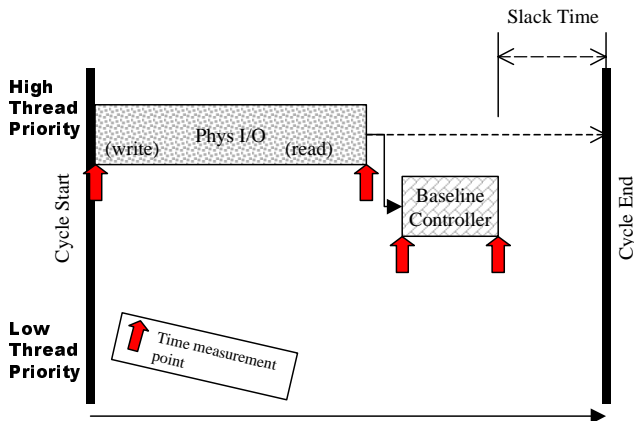 Slack Time
High
Thread
Priority
Phys I/O
(write) (read)
Cycle Start
Baseline
Controller
Cycle End
Low
Thread
Priority
Time measurement
point